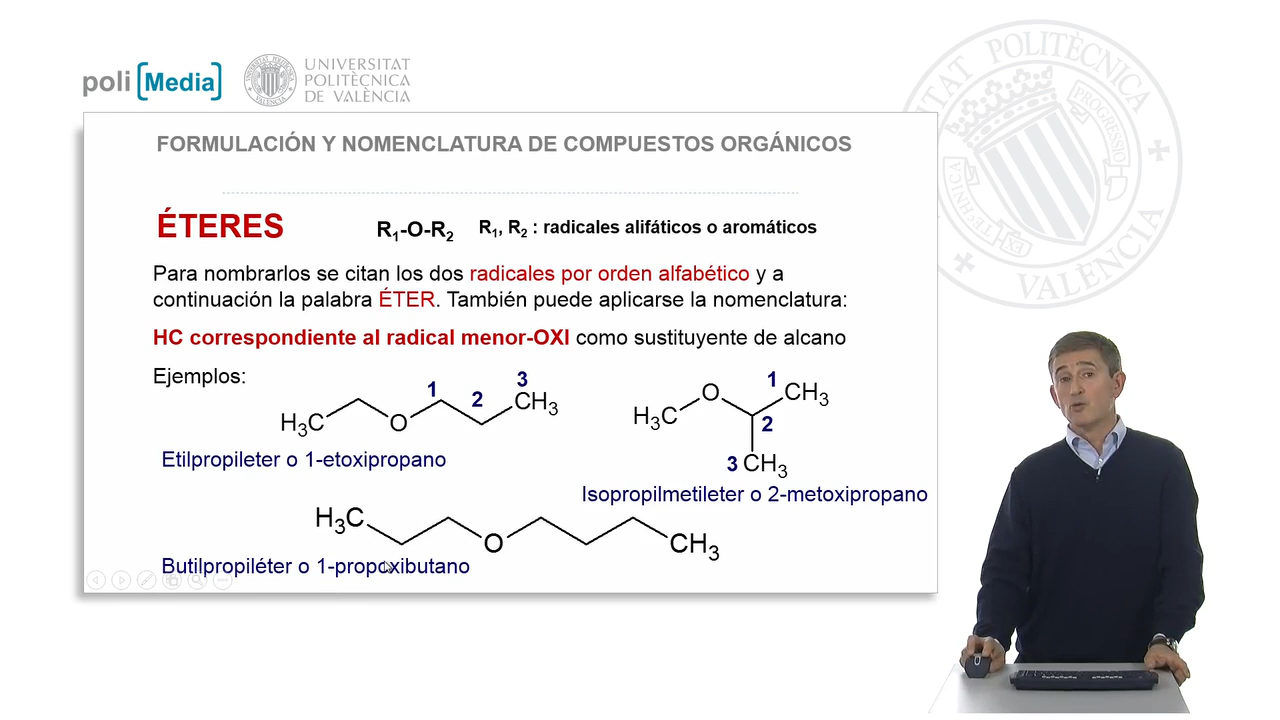 poli [Media]
UNIVERSITAT
POLITÈCNICA
DE VALÈNCIA
FORMULACIÓN Y NOMENCLATURA DE COMPUESTOS ORGÁNICOS
ÉTERES
R1-O-R2
R1, R2 : radicales alifáticos o aromáticos
Para nombrarlos se citan los dos radicales por orden alfabético y a
continuación la palabra ÉTER. También puede aplicarse la nomenclatura:
HC correspondiente al radical menor-OXI como sustituyente de alcano
Ejemplos:
H3C O 1 2 3 CH3
Etilpropileter o 1-etoxipropano
H3C O 1 CH3
2
3 CH3
Isopropilmetileter o 2-metoxipropano
H3C O CH3
Butilpropiléter o 1-propoxibutano
POLITÈCNICA
VALÈNCIA
PROGRESSIO